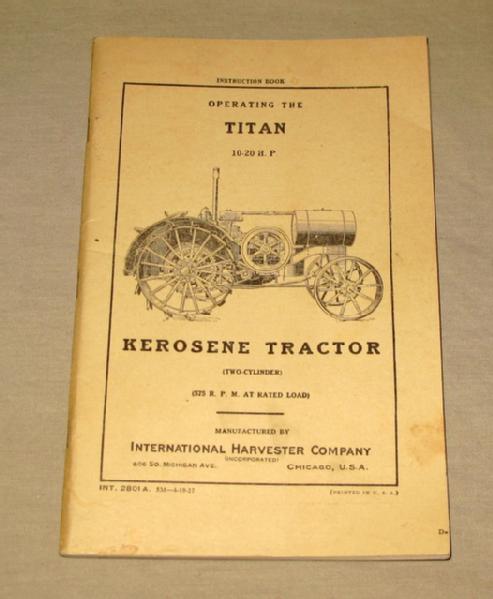 INSTRUCTION BOOK
OPERATING THE
TITAN
10-20 H. P.
KEROSENE TRACTOR
(TWO-CYLINDER)
(575 R. P. M. AT RATED LOAD)
MANUFACTURED BY
INTERNATIONAL HARVESTER COMPANY
(INCORPORATED)
606 SO. MICHIGAN AVE. CHICAGO, U.S.A.
INT. 2801 A. (PRINTED IN U. S. A.)